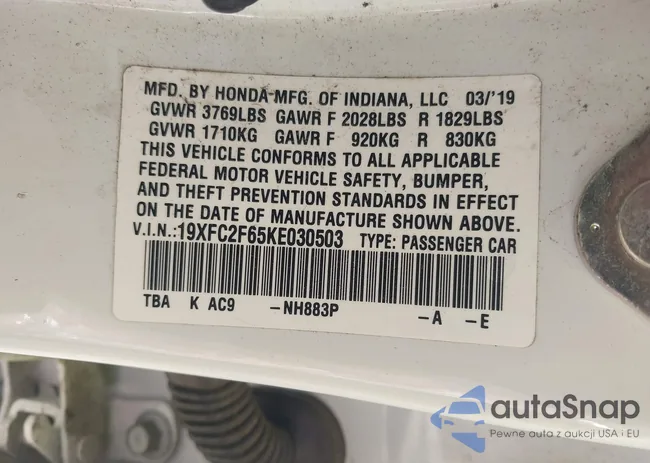 MFD. BY HONDA MFG. OF INDIANA, LLC 03/'19
GVWR 3769LBS GAWR F 2028LBS R 1829LBS
GVWR 1710KG GAWR F 920KG R 830KG
THIS VEHICLE CONFORMS TO ALL APPLICABLE
FEDERAL MOTOR VEHICLE SAFETY, BUMPER,
AND THEFT PREVENTION STANDARDS IN EFFECT
ON THE DATE OF MANUFACTURE SHOWN ABOVE.
V.I.N.:19XFC2F65KE030503 TYPE: PASSENGER CAR
TBA K AC9 -NH883P -A -E
autaSnap
Pewne auta z aukcji USA i EU